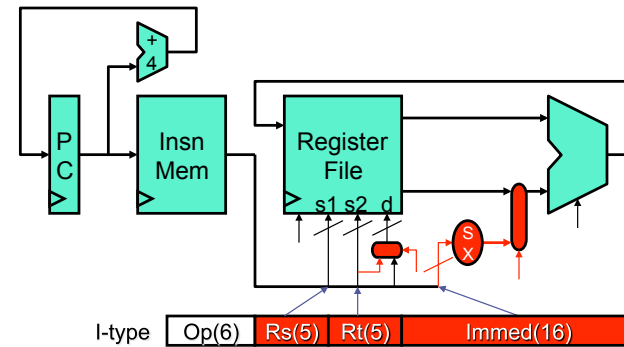 +
4
P
C
Insn
Mem
Register
File
s1 s2 d
S
X
I-type Op(6) Rs(5) Rt(5) Immed(16)